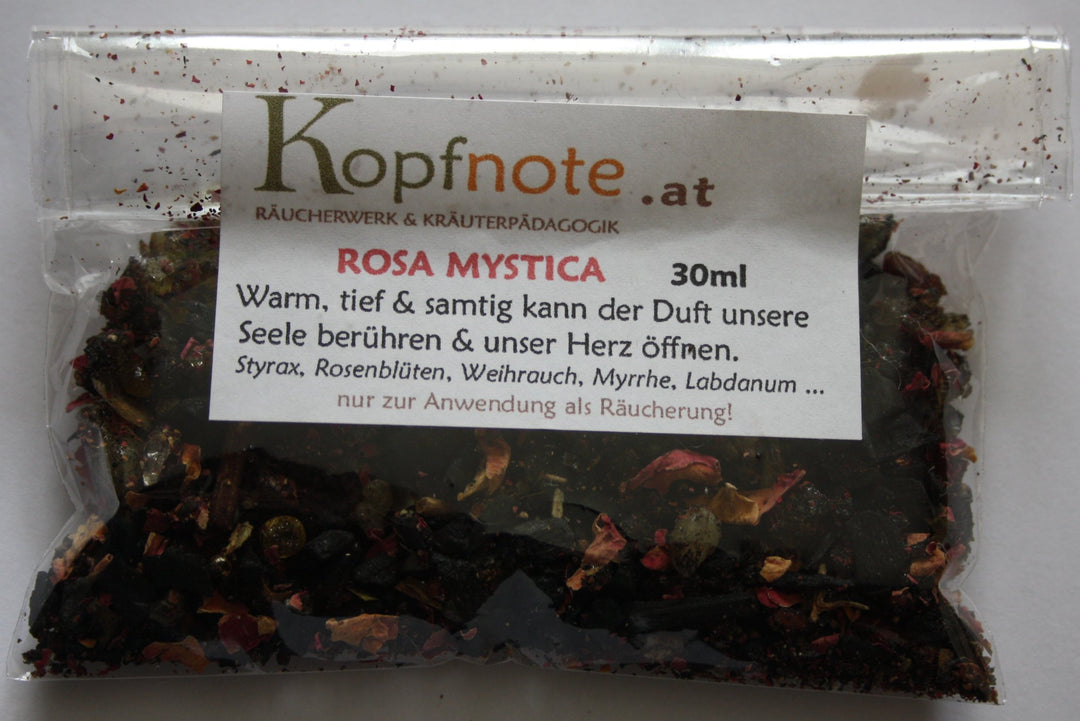 Kopfnote.at
RÄUCHERWERK & KRÄUTERPÄDAGOGIK
ROSA MYSTICA 30ml
Warm, tief & samtig kann der Duft unsere
Seele berühren & unser Herz öffnen.
Styrax, Rosenblüten, Weihrauch, Myrrhe, Labdanum ...
nur zur Anwendung als Räucherung!